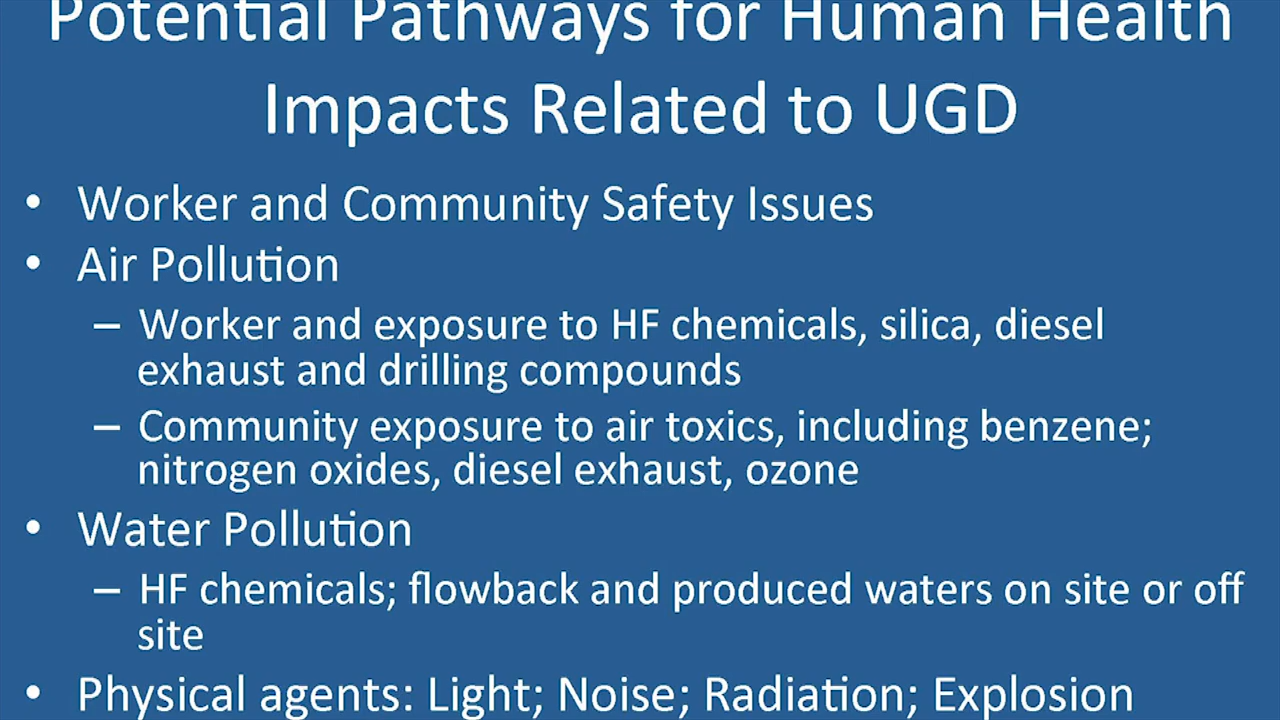 Potential Pathways for Human Health
Impacts Related to UGD
• Worker and Community Safety Issues
• Air Pollution
– Worker and exposure to HF chemicals, silica, diesel
exhaust and drilling compounds
– Community exposure to air toxics, including benzene;
nitrogen oxides, diesel exhaust, ozone
• Water Pollution
– HF chemicals; flowback and produced waters on site or off
site
• Physical agents: Light; Noise; Radiation; Explosion